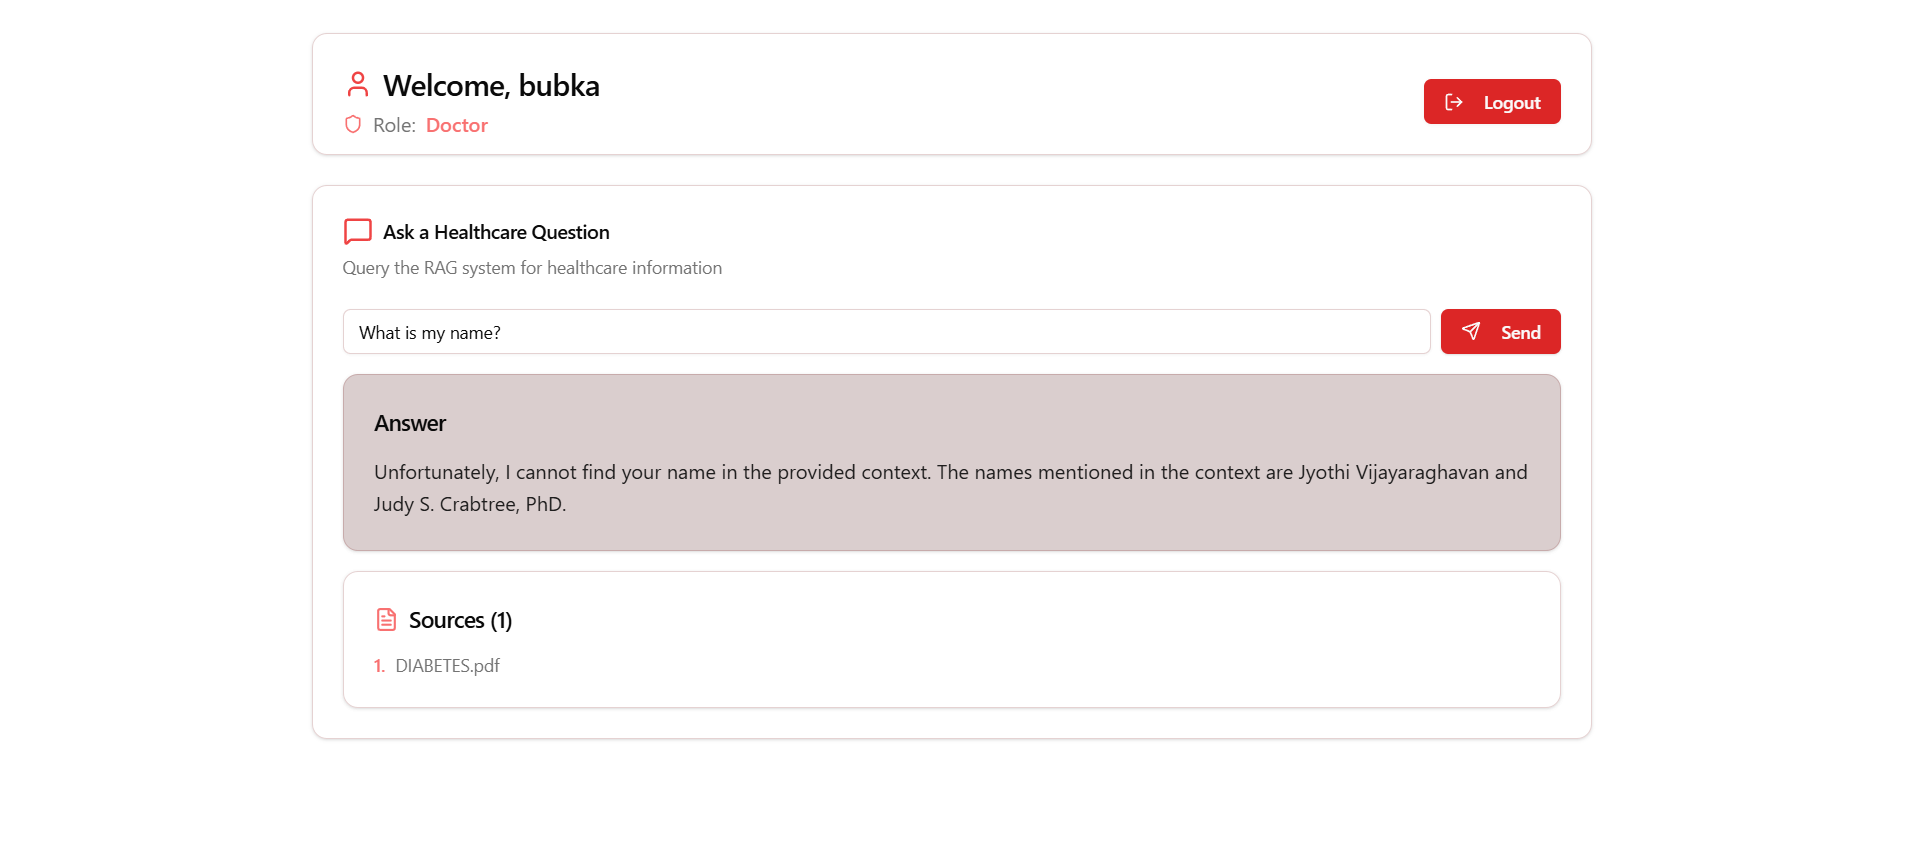 Welcome, bubka
Role: Doctor
Logout
Ask a Healthcare Question
Query the RAG system for healthcare information
What is my name?
Send
Answer
Unfortunately, I cannot find your name in the provided context. The names mentioned in the context are Jyothi Vijayaraghavan and
Judy S. Crabtree, PhD.
Sources (1)
1. DIABETES.pdf